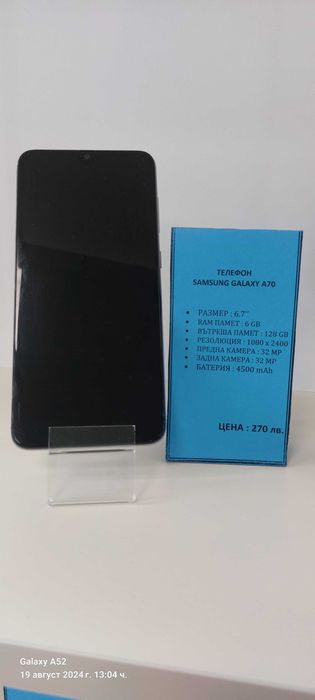 ТЕЛЕФОН
SAMSUNG GALAXY A70
• РАЗМЕР : 6.7"
• RAM ПАМЕТ : 6 GB
• ВЪТРЕША ПАМЕТ : 128 GB
• РЕЗОЛЮЦИЯ : 1080 x 2400
• ПРЕДНА КАМЕРА : 32 MP
• ЗАДНА КАМЕРА : 32 MP
• БАТЕРИЯ : 4500 mAh
ЦЕНА : 270 лв.
Galaxy A52
19 август 2024 г. 13:04 ч.